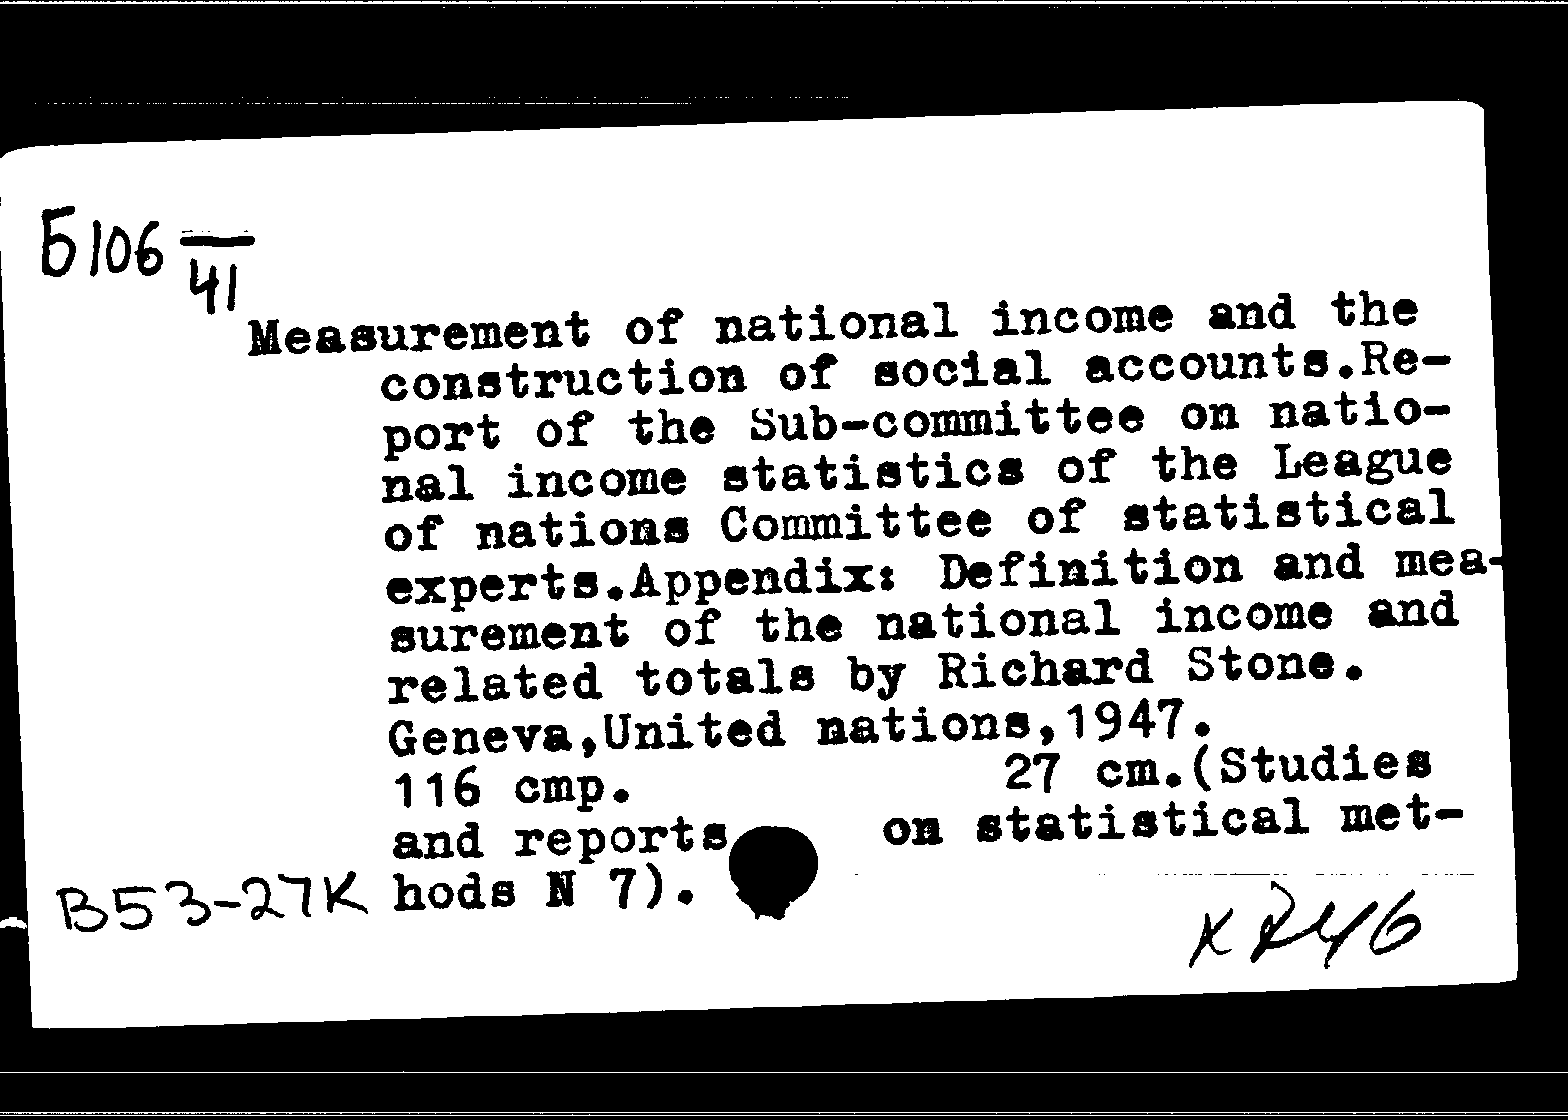 Б106 —
41
Measurement of national income and the
construction of social accounts.Re-
port of the Sub-committee on natio-
nal income statistics of the League
of nations Committee of statistical
experts.Appendix: Definition and mea-
surement of the national income and
related totals by Richard Stone.
Geneva,United nations,1947.
116 cmp. 27 cm.(Studies
and reports on statistical met-
hods N 7).
B53-27K